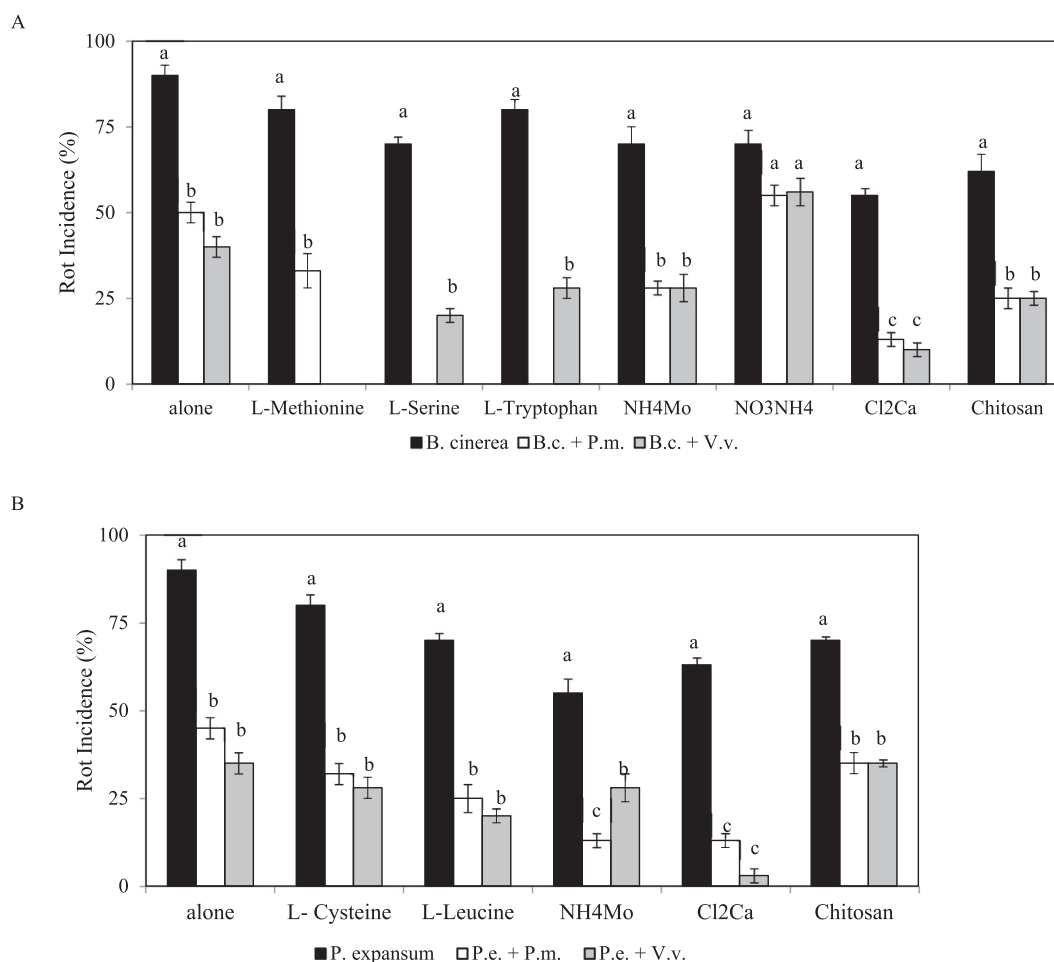 A
100
75
50
25
0
Rot Incidence (%)
a b b
a b
a b
a b
a b b
a a a
a c c
a b b
alone L-Methionine L-Serine L-Tryptophan NH4Mo NO3NH4 Cl2Ca Chitosan
B. cinerea B.c. + P.m. B.c. + V.v.
B
100
75
50
25
0
Rot Incidence (%)
a b b
a b b
a b b
a c b
a c c
a b b
alone L- Cysteine L-Leucine NH4Mo Cl2Ca Chitosan
P. expansum P.e. + P.m. P.e. + V.v.